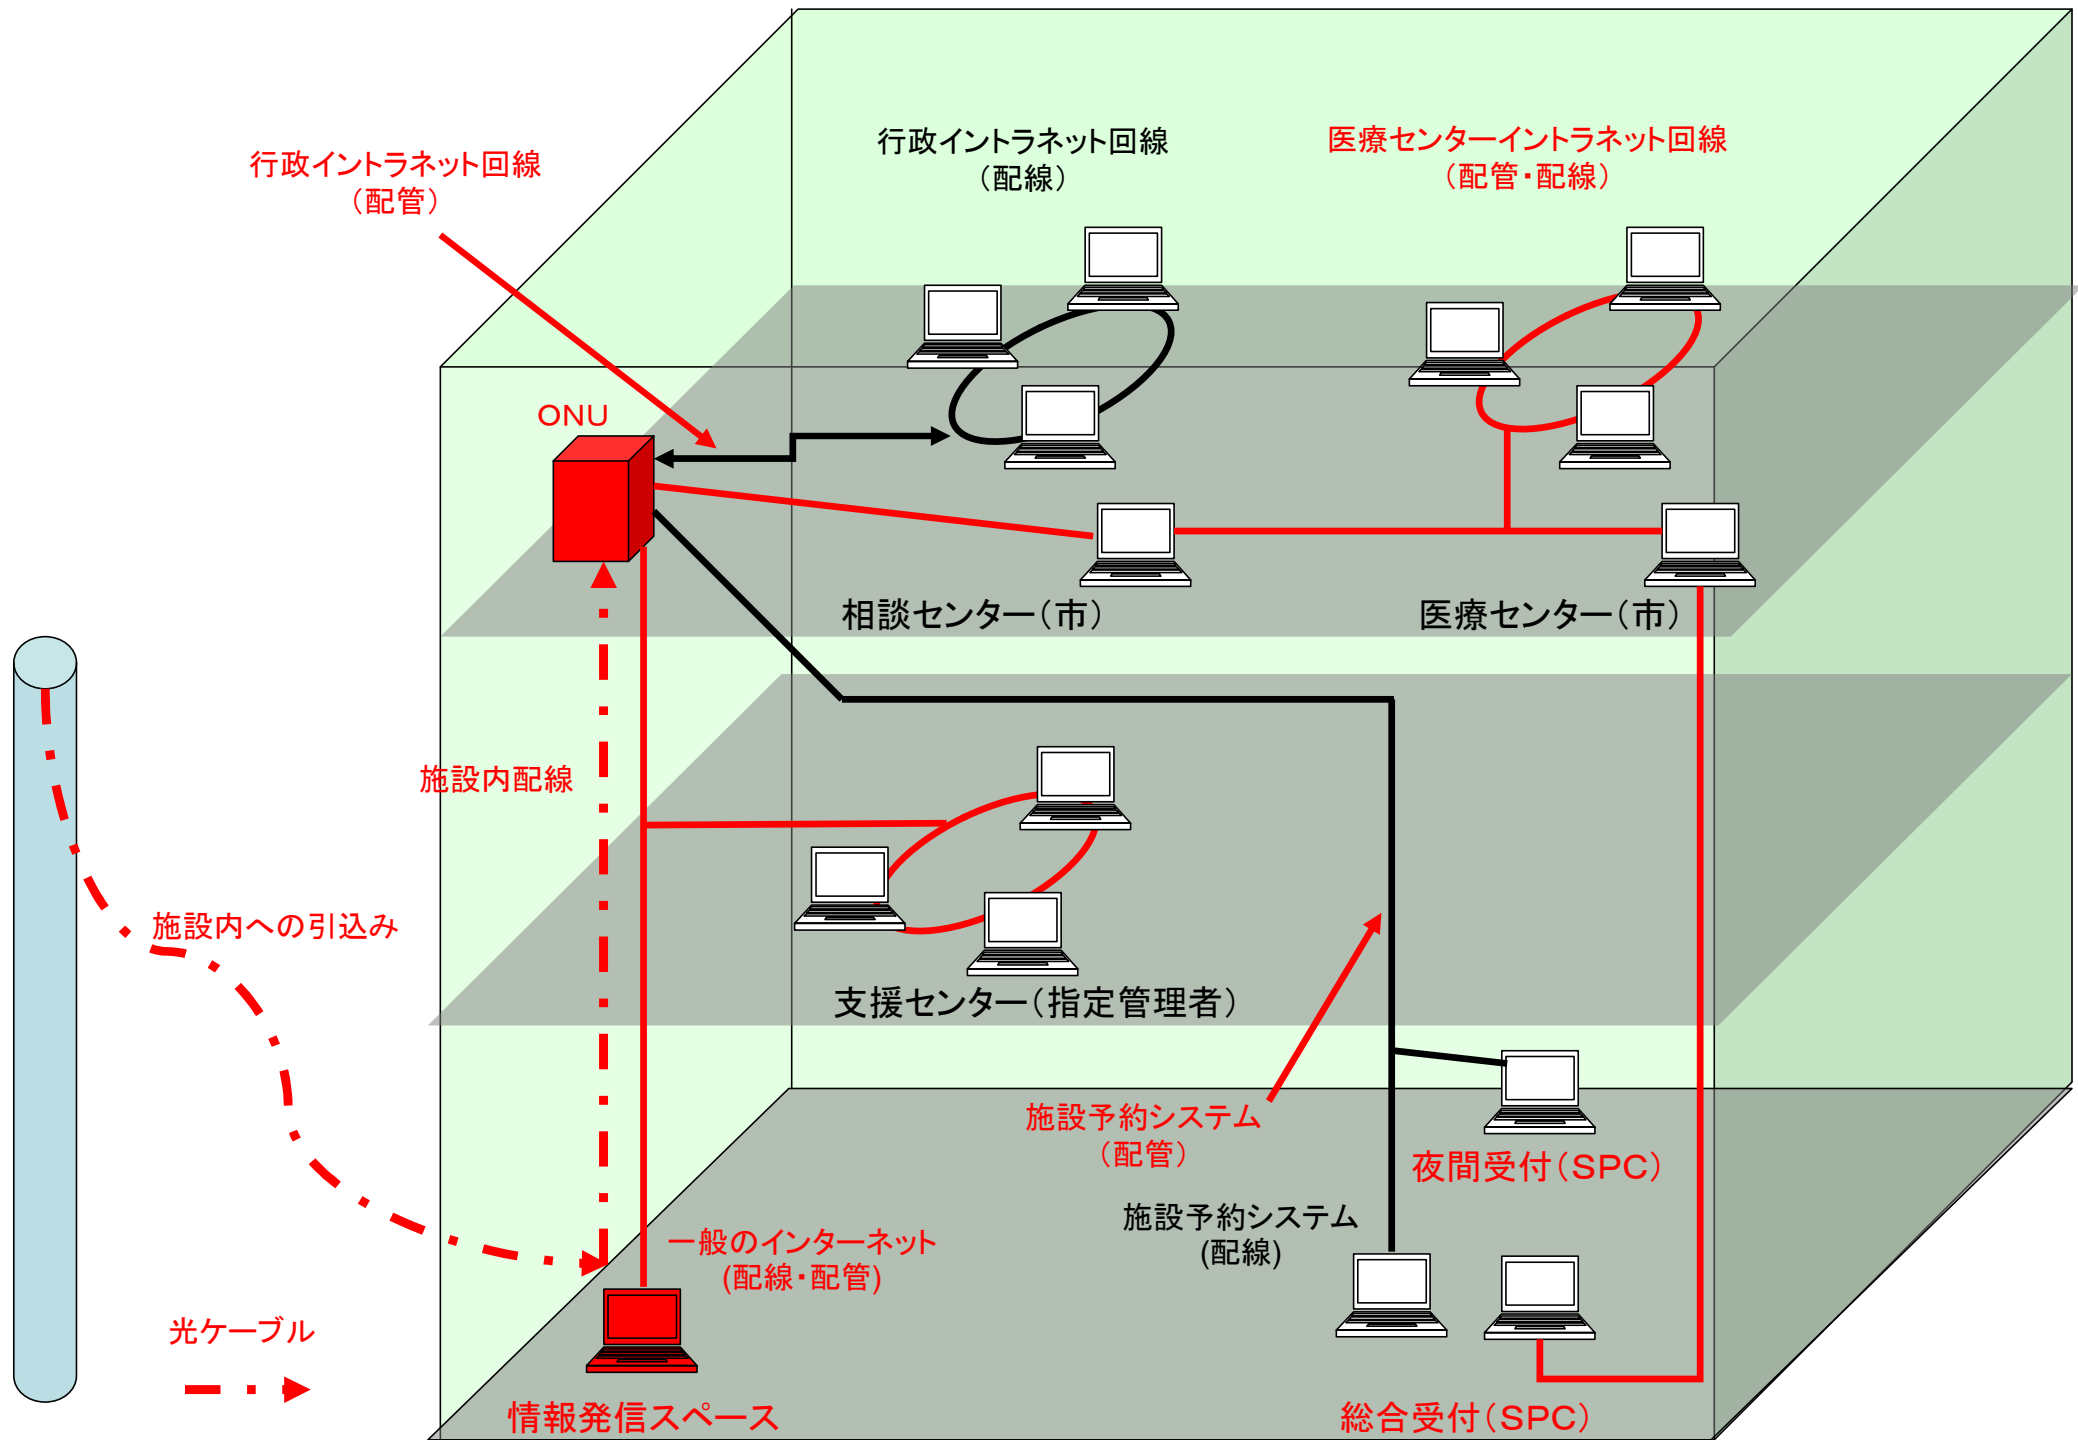 行政イントラネット回線
（配管）
行政イントラネット回線
（配線）
医療センターイントラネット回線
（配管・配線）
ＯＮＵ
相談センター（市）
医療センター（市）
施設内配線
施設内への引込み
支援センター（指定管理者）
施設予約システム
（配管）
夜間受付（ＳＰＣ）
施設予約システム
(配線)
一般のインターネット
(配線・配管)
光ケーブル
情報発信スペース
総合受付（ＳＰＣ）